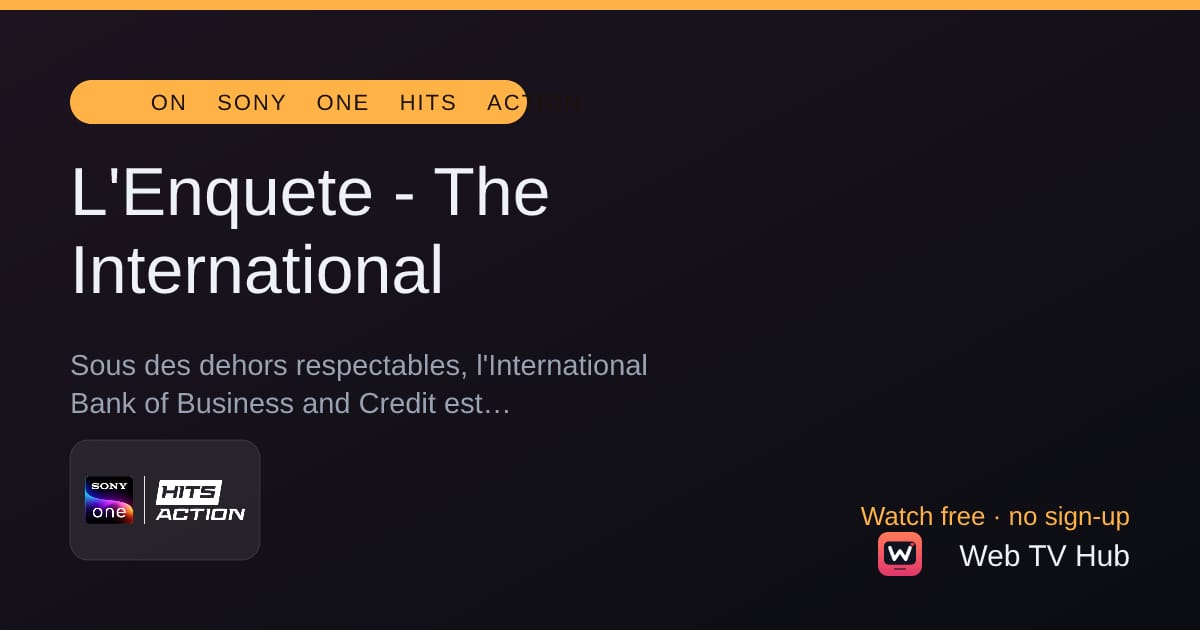 ON SONY ONE HITS ACTION
L'Enquete - The
International
Sous des dehors respectables, l'International
Bank of Business and Credit est…
SONY
one
HITS
ACTION
Watch free · no sign-up
W
Web TV Hub